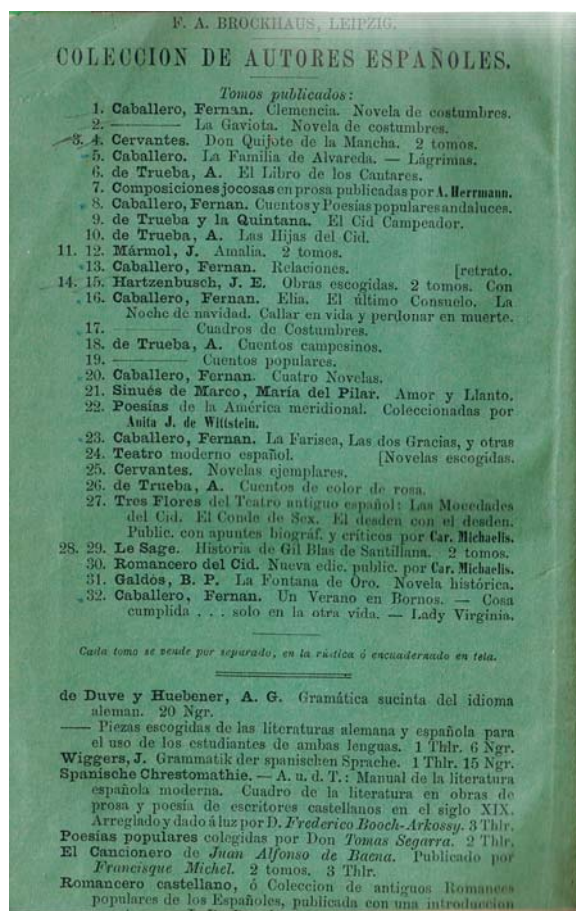 F. A. BROCKHAUS, LEIPZIG.
COLECCION DE AUTORES ESPAÑOLES.
Tomos publicados:
1. Caballero, Fernan. Clemencia. Novela de costumbres.
2. ——— La Gaviota. Novela de costumbres.
3. 4. Cervantes. Don Quijote de la Mancha. 2 tomos.
5. Caballero. La Familia de Alvareda. — Lágrimas.
6. de Trueba, A. El Libro de los Cantares.
7. Composiciones jocosas en prosa publicadas por A. Herrmann.
8. Caballero, Fernan. Cuentos y Poesías populares andaluces.
9. de Trueba y la Quintana. El Cid Campeador.
10. de Trueba, A. Las Hijas del Cid.
11. 12. Mármol, J. Amalia. 2 tomos.
13. Caballero, Fernan. Relaciones. [retrato.
14. 15. Hartzenbusch, J. E. Obras escogidas. 2 tomos. Con
16. Caballero, Fernan. Elia. El último Consuelo. La
Noche de navidad. Callar en vida y perdonar en muerte.
17. ——— Cuadros de Costumbres.
18. de Trueba, A. Cuentos campesinos.
19. ——— Cuentos populares.
20. Caballero, Fernan. Cuatro Novelas.
21. Sinués de Marco, María del Pilar. Amor y Llanto.
22. Poesías de la América meridional. Coleccionadas por
Anita J. de Wittstein.
23. Caballero, Fernan. La Farisea, Las dos Gracias, y otras
24. Teatro moderno español. [Novelas escogidas.
25. Cervantes. Novelas ejemplares.
26. de Trueba, A. Cuentos de color de rosa.
27. Tres Flores del Teatro antiguo español: Las Mocedades
del Cid. El Conde de Sex. El desden con el desden.
Public. con apuntes biográf. y críticos por Car. Michaelis.
28. 29. Le Sage. Historia de Gil Blas de Santillana. 2 tomos.
30. Romancero del Cid. Nueva edic. public. por Car. Michaelis.
31. Galdós, B. P. La Fontana de Oro. Novela histórica.
32. Caballero, Fernan. Un Verano en Bornos. — Cosa
cumplida . . . solo en la otra vida. — Lady Virginia.
Cada tomo se vende por separado, en la rústica ó encuadernado en tela.
de Duve y Huebener, A. G. Gramática sucinta del idioma
aleman. 20 Ngr.
—— Piezas escogidas de las literaturas alemana y española para
el uso de los estudiantes de ambas lenguas. 1 Thlr. 6 Ngr.
Wiggers, J. Grammatik der spanischen Sprache. 1 Thlr. 15 Ngr.
Spanische Chrestomathie. — A. u. d. T.: Manual de la literatura
española moderna. Cuadro de la literatura en obras de
prosa y poesía de escritores castellanos en el siglo XIX.
Arreglado y dado á luz por D. Frederico Booch-Arkossy. 3 Thlr.
Poesías populares colegidas por Don Tomas Segarra. 2 Thlr.
El Cancionero de Juan Alfonso de Baena. Publicado por
Francisque Michel. 2 tomos. 3 Thlr.
Romancero castellano, ó Coleccion de antiguos Romances
populares de los Españoles, publicada con una introduccion